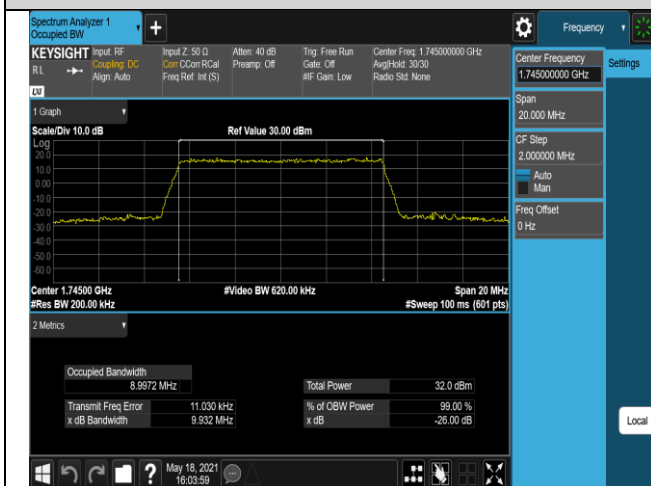 Spectrum Analyzer 1
Occupied BW
Frequency
KEYSIGHT
RL
LXI
Input: RF
Coupling: DC
Align: Auto
Input Z: 50 Ω
Corr CCorr RCal
Freq Ref: Int (S)
Atten: 40 dB
Preamp: Off
Trig: Free Run
Gate: Off
#IF Gain: Low
Center Freq: 1.745000000 GHz
Avg|Hold: 30/30
Radio Std: None
Center Frequency
1.745000000 GHz
Settings
Span
20.000 MHz
CF Step
2.000000 MHz
Auto
Man
Freq Offset
0 Hz
Local
1 Graph
Scale/Div 10.0 dB
Ref Value 30.00 dBm
Log
20.0
10.0
0.00
-10.0
-20.0
-30.0
-40.0
-50.0
-60.0
Center 1.74500 GHz
#Video BW 620.00 kHz
Span 20 MHz
#Res BW 200.00 kHz
#Sweep 100 ms (601 pts)
2 Metrics
Occupied Bandwidth
8.9972 MHz
Total Power
32.0 dBm
Transmit Freq Error
11.030 kHz
% of OBW Power
99.00 %
x dB Bandwidth
9.932 MHz
x dB
-26.00 dB
?
May 18, 2021
16:03:59